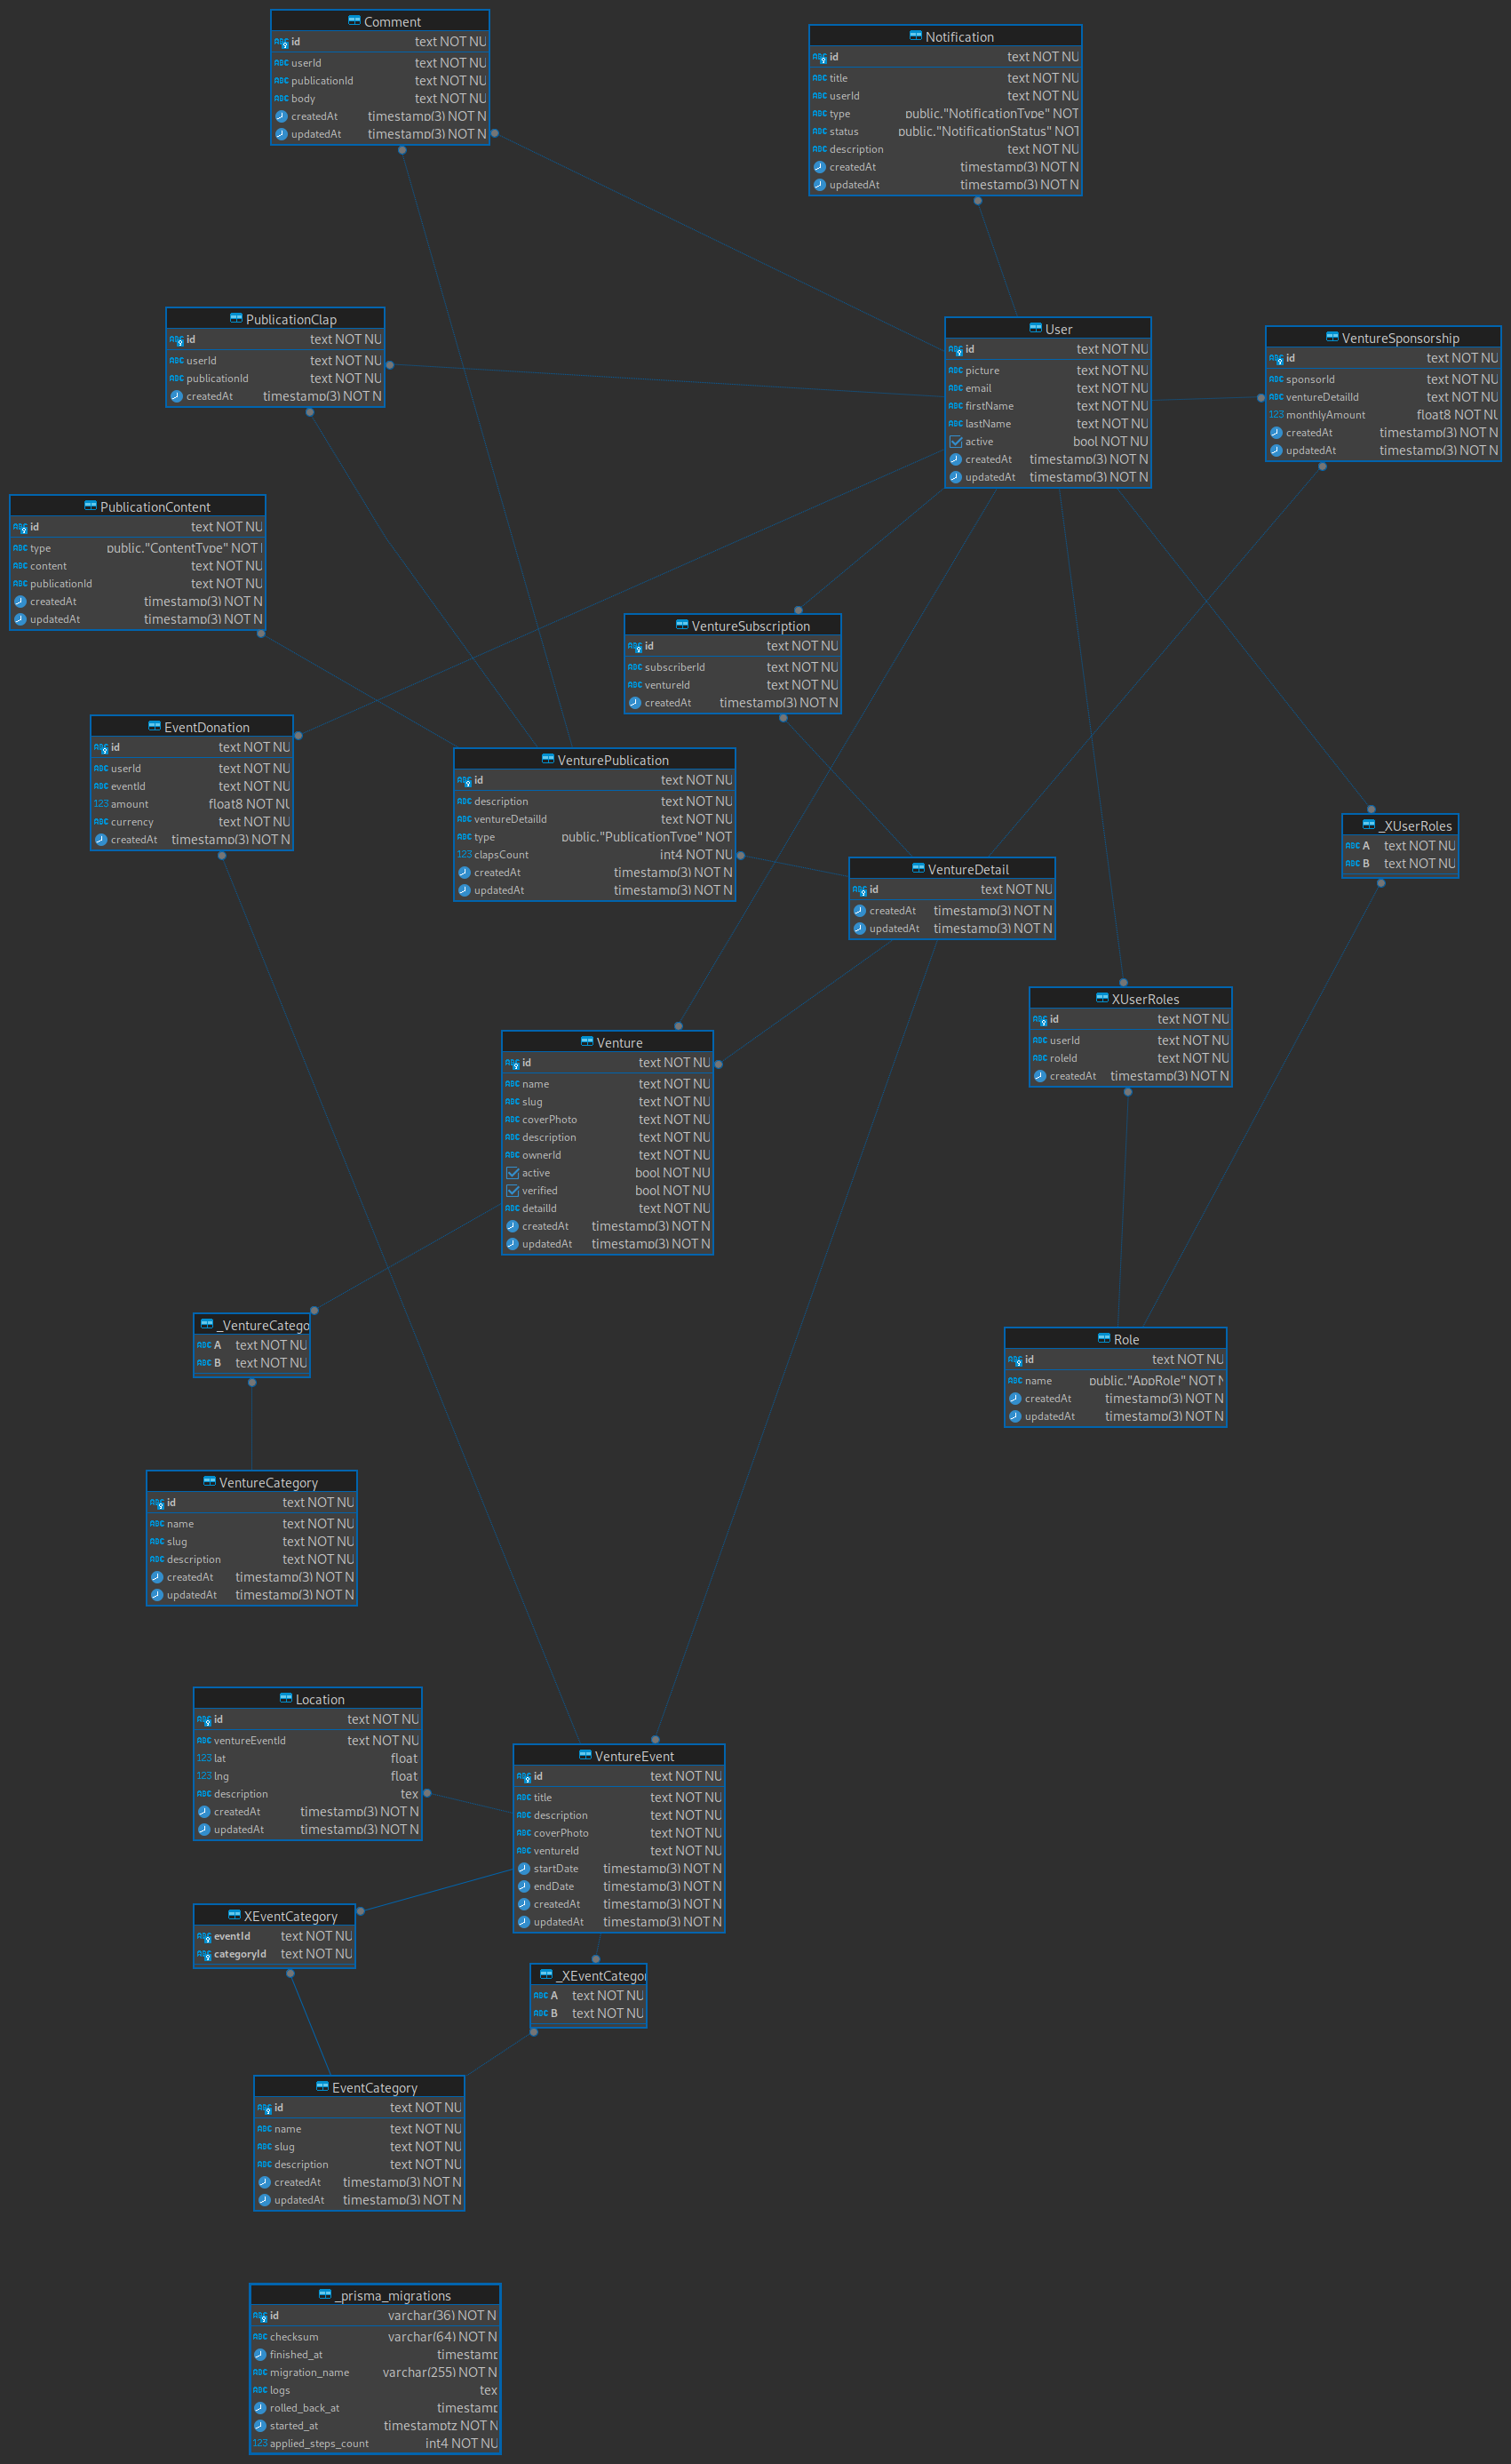 Comment
id text NOT NU
userId text NOT NU
publicationId text NOT NU
body text NOT NU
createdAt timestamp(3) NOT N
updatedAt timestamp(3) NOT N
Notification
id text NOT NU
title text NOT NU
userId text NOT NU
type public."NotificationType" NOT
status public."NotificationStatus" NOT
description text NOT NU
createdAt timestamp(3) NOT N
updatedAt timestamp(3) NOT N
PublicationClap
id text NOT NU
userId text NOT NU
publicationId text NOT NU
createdAt timestamp(3) NOT N
User
id text NOT NU
picture text NOT NU
email text NOT NU
firstName text NOT NU
lastName text NOT NU
active bool NOT NU
createdAt timestamp(3) NOT N
updatedAt timestamp(3) NOT N
VentureSponsorship
id text NOT NU
sponsorId text NOT NU
ventureDetailId text NOT NU
123 monthlyAmount float8 NOT NU
createdAt timestamp(3) NOT N
updatedAt timestamp(3) NOT N
PublicationContent
id text NOT NU
type public."ContentType" NOT
content text NOT NU
publicationId text NOT NU
createdAt timestamp(3) NOT N
updatedAt timestamp(3) NOT N
VentureSubscription
id text NOT NU
subscriberId text NOT NU
ventureId text NOT NU
createdAt timestamp(3) NOT N
EventDonation
id text NOT NU
userId text NOT NU
eventId text NOT NU
123 amount float8 NOT NU
currency text NOT NU
createdAt timestamp(3) NOT N
VenturePublication
id text NOT NU
description text NOT NU
ventureDetailId text NOT NU
type public."PublicationType" NOT
123 clapsCount int4 NOT NU
createdAt timestamp(3) NOT N
updatedAt timestamp(3) NOT N
_XUserRoles
A text NOT NU
B text NOT NU
VentureDetail
id text NOT NU
createdAt timestamp(3) NOT N
updatedAt timestamp(3) NOT N
XUserRoles
id text NOT NU
userId text NOT NU
roleId text NOT NU
createdAt timestamp(3) NOT N
Venture
id text NOT NU
name text NOT NU
slug text NOT NU
coverPhoto text NOT NU
description text NOT NU
ownerId text NOT NU
active bool NOT NU
verified bool NOT NU
detailId text NOT NU
createdAt timestamp(3) NOT N
updatedAt timestamp(3) NOT N
_VentureCatego
A text NOT NU
B text NOT NU
Role
id text NOT NU
name public."AppRole" NOT N
createdAt timestamp(3) NOT N
updatedAt timestamp(3) NOT N
VentureCategory
id text NOT NU
name text NOT NU
slug text NOT NU
description text NOT NU
createdAt timestamp(3) NOT N
updatedAt timestamp(3) NOT N
Location
id text NOT NU
ventureEventId text NOT NU
123 lat float
123 lng float
description tex
createdAt timestamp(3) NOT N
updatedAt timestamp(3) NOT N
VentureEvent
id text NOT NU
title text NOT NU
description text NOT NU
coverPhoto text NOT NU
ventureId text NOT NU
startDate timestamp(3) NOT N
endDate timestamp(3) NOT N
createdAt timestamp(3) NOT N
updatedAt timestamp(3) NOT N
XEventCategory
eventId text NOT NU
categoryId text NOT NU
_XEventCategor
A text NOT NU
B text NOT NU
EventCategory
id text NOT NU
name text NOT NU
slug text NOT NU
description text NOT NU
createdAt timestamp(3) NOT N
updatedAt timestamp(3) NOT N
_prisma_migrations
id varchar(36) NOT N
checksum varchar(64) NOT N
finished_at timestamp
migration_name varchar(255) NOT N
logs tex
rolled_back_at timestamp
started_at timestamptz NOT N
123 applied_steps_count int4 NOT NU